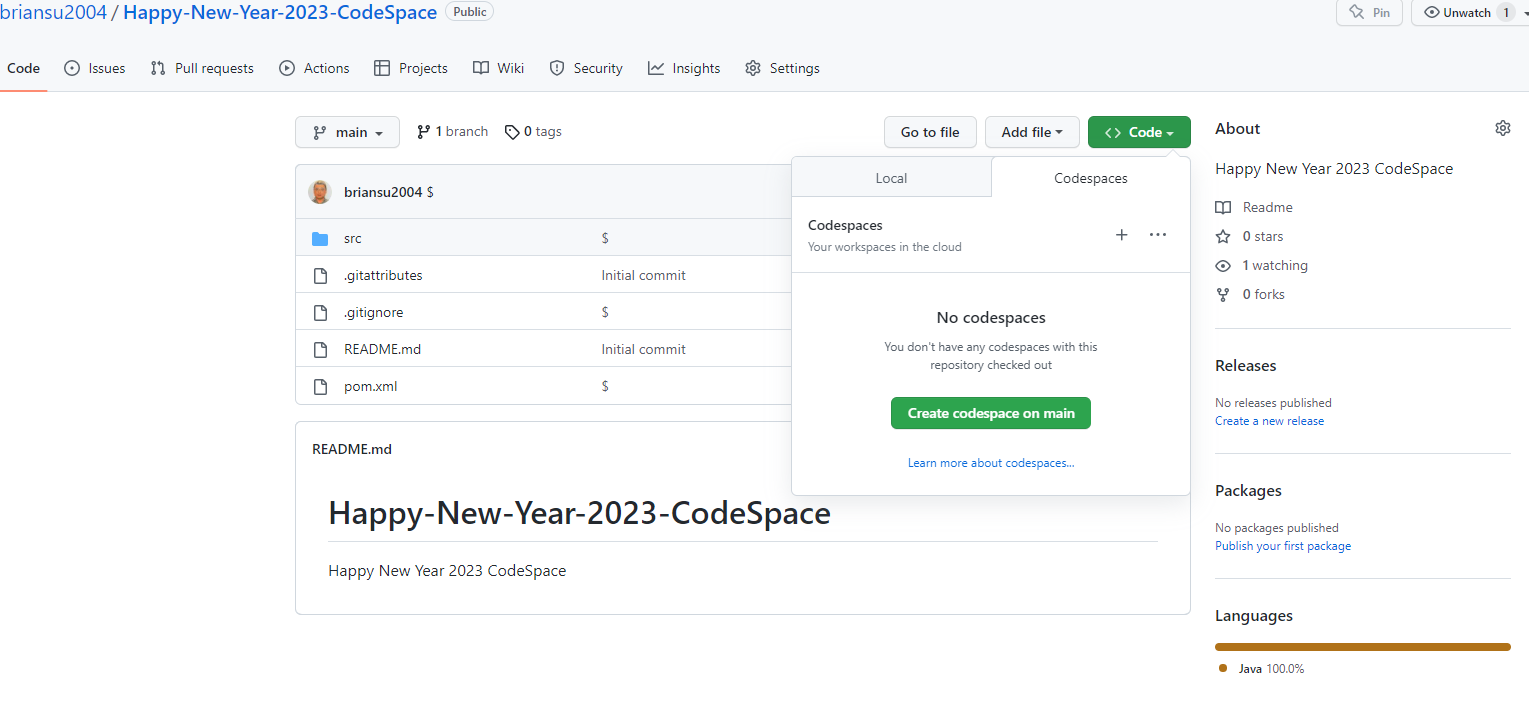 briansu2004 / Happy-New-Year-2023-CodeSpace Public
Pin
Unwatch 1
Code Issues Pull requests Actions Projects Wiki Security Insights Settings
main 1 branch 0 tags
Go to file Add file Code
briansu2004 $
src $
.gitattributes Initial commit
.gitignore $
README.md Initial commit
pom.xml $
Local Codespaces
Codespaces
Your workspaces in the cloud
No codespaces
You don't have any codespaces with this
repository checked out
Create codespace on main
Learn more about codespaces...
README.md
Happy-New-Year-2023-CodeSpace
Happy New Year 2023 CodeSpace
About
Happy New Year 2023 CodeSpace
Readme
0 stars
1 watching
0 forks
Releases
No releases published
Create a new release
Packages
No packages published
Publish your first package
Languages
Java 100.0%